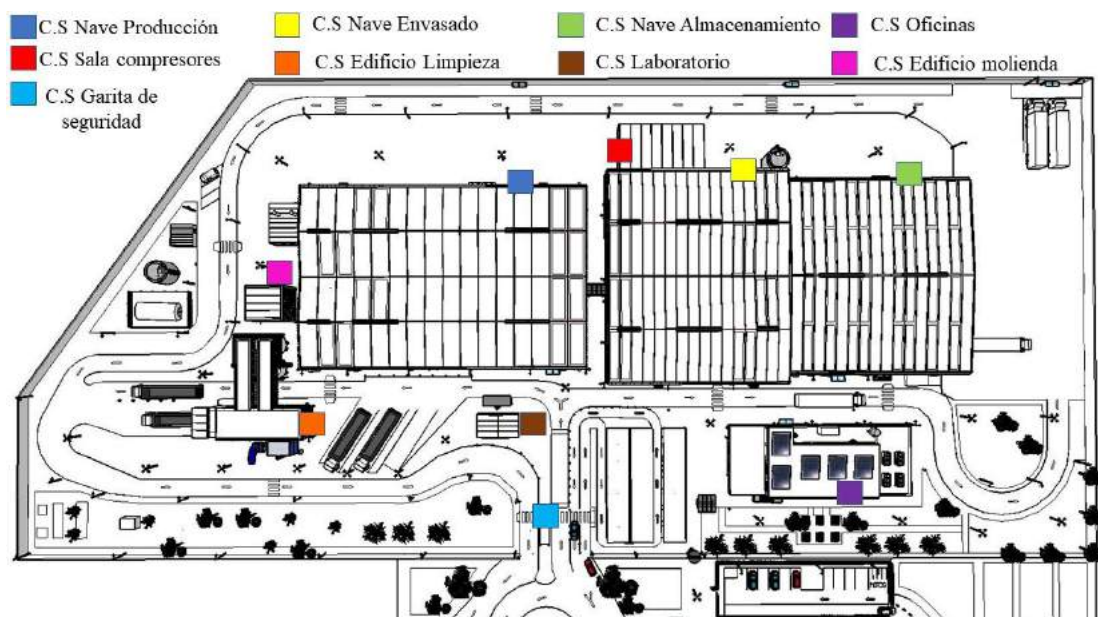 C.S Nave Producción
C.S Nave Envasado
C.S Nave Almacenamiento
C.S Oficinas
C.S Sala compresores
C.S Edificio Limpieza
C.S Laboratorio
C.S Edificio molienda
C.S Garita de
seguridad